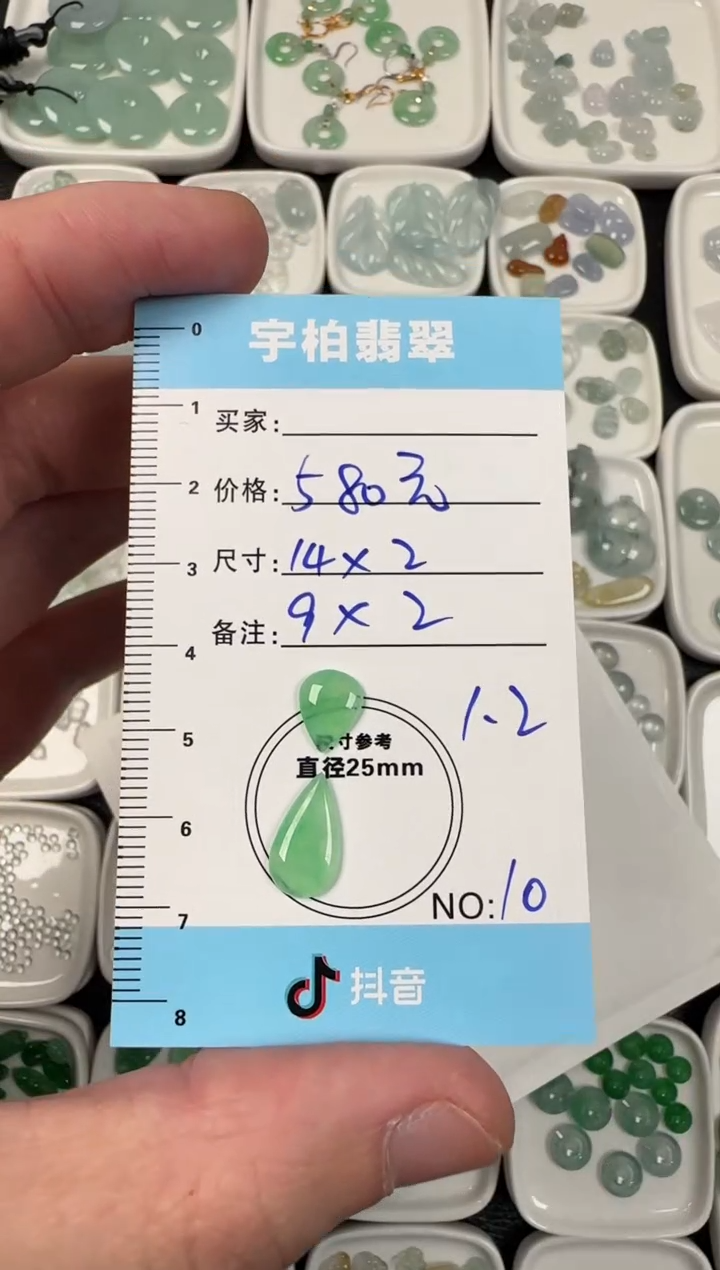 0
宇柏翡翠
1
买家:
2
价格: 580元
3
尺寸: 14×2
备注: 9×2
4
1.2
5
尺寸参考
直径25mm
6
NO: 10
7
抖音
8